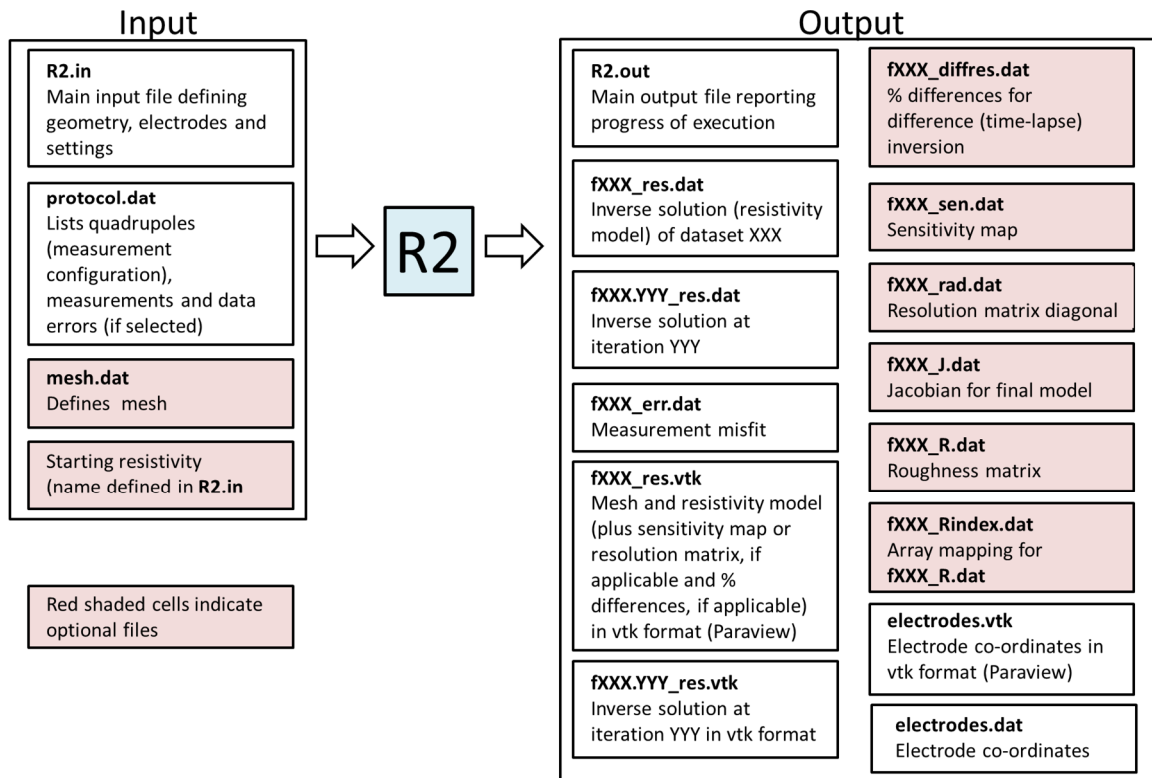 Input
R2.in
Main input file defining
geometry, electrodes and
settings
protocol.dat
Lists quadrupoles
(measurement
configuration),
measurements and data
errors (if selected)
mesh.dat
Defines mesh
Starting resistivity
(name defined in R2.in
Red shaded cells indicate
optional files
R2
Output
R2.out
Main output file reporting
progress of execution
fXXX_res.dat
Inverse solution (resistivity
model) of dataset XXX
fXXX.YYY_res.dat
Inverse solution at
iteration YYY
fXXX_err.dat
Measurement misfit
fXXX_res.vtk
Mesh and resistivity model
(plus sensitivity map or
resolution matrix, if
applicable and %
differences, if applicable)
in vtk format (Paraview)
fXXX.YYY_res.vtk
Inverse solution at
iteration YYY in vtk format
fXXX_diffres.dat
% differences for
difference (time-lapse)
inversion
fXXX_sen.dat
Sensitivity map
fXXX_rad.dat
Resolution matrix diagonal
fXXX_J.dat
Jacobian for final model
fXXX_R.dat
Roughness matrix
fXXX_Rindex.dat
Array mapping for
fXXX_R.dat
electrodes.vtk
Electrode co-ordinates in
vtk format (Paraview)
electrodes.dat
Electrode co-ordinates